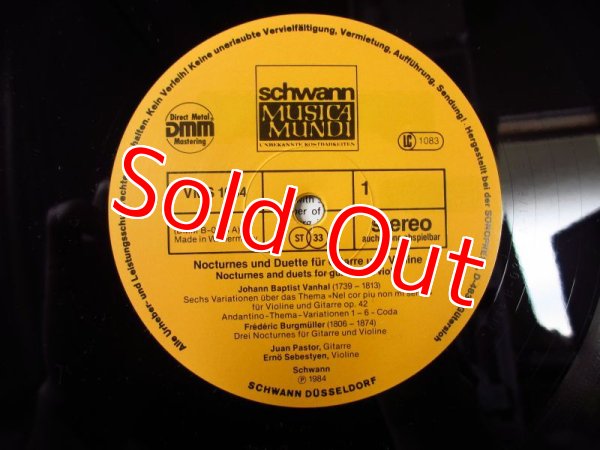 Alle Urheber- und Leistungsschutzrechte vorbehalten. Kein Verleih! Keine unerlaubte Vervielfältigung, Vermietung, Aufführung, Sendung! Hergestellt bei der
schwann
MUSICA
MUNDI
UNBEKANNTE KOSTBARKEITEN
Direct Metal
DMM
Mastering
LC 1083
1
ST 33
stereo
Made in
Sold Out
Nocturnes und Duette für Gitarre und Violine
Nocturnes and duets for
Johann Baptist Vanhal (1739 - 1813)
Sechs Variationen über das Thema »Nel cor piu non mi
für Violine und Gitarre op. 42
Andantino - Thema - Variationen 1 - 6 - Coda
Frédéric Burgmüller (1806 - 1874)
Drei Nocturnes für Gitarre und Violine
Juan Pastor, Gitarre
Ernö Sebestyen, Violine
Schwann
℗ 1984
SCHWANN DÜSSELDORF